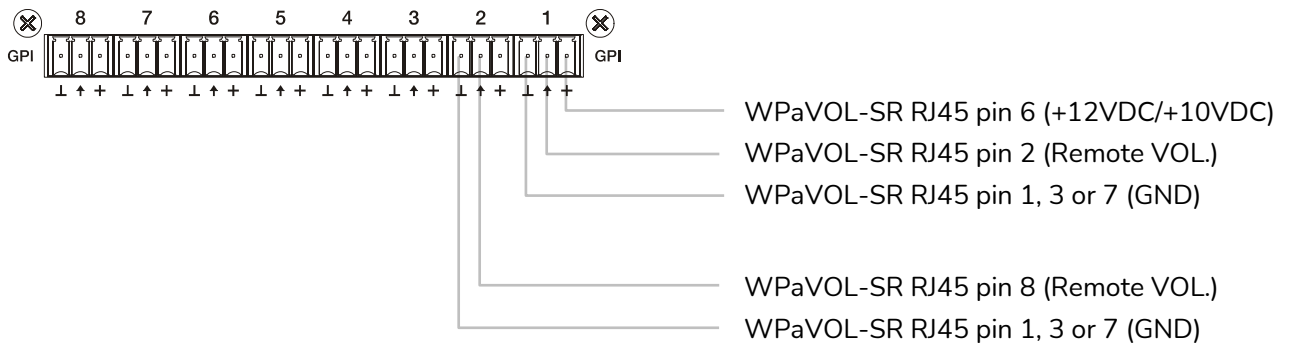 8 7 6 5 4 3 2 1
GPI GPI
⊥ ↑ + ⊥ ↑ + ⊥ ↑ + ⊥ ↑ + ⊥ ↑ + ⊥ ↑ + ⊥ ↑ + ⊥ ↑ +
WPaVOL-SR RJ45 pin 6 (+12VDC/+10VDC)
WPaVOL-SR RJ45 pin 2 (Remote VOL.)
WPaVOL-SR RJ45 pin 1, 3 or 7 (GND)
WPaVOL-SR RJ45 pin 8 (Remote VOL.)
WPaVOL-SR RJ45 pin 1, 3 or 7 (GND)